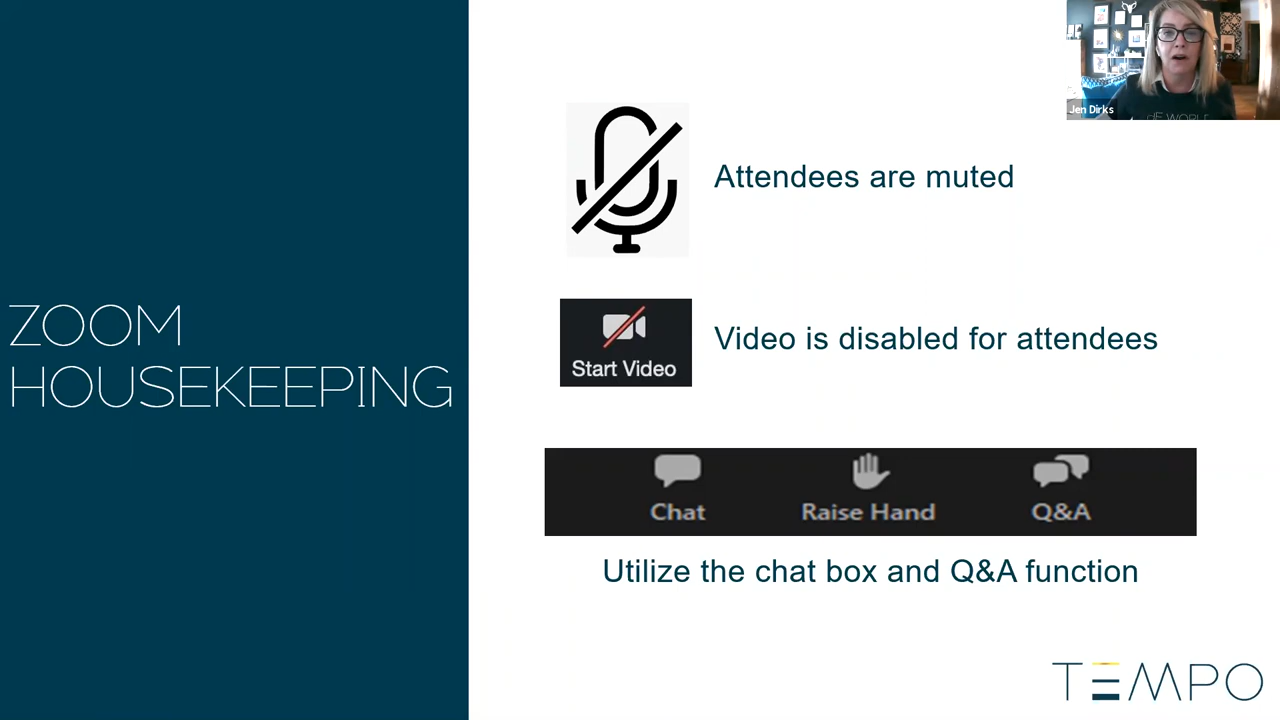 Jen Dirks
ZOOM
HOUSEKEEPING
Attendees are muted
Start Video
Video is disabled for attendees
Chat
Raise Hand
Q&A
Utilize the chat box and Q&A function
TEMPO